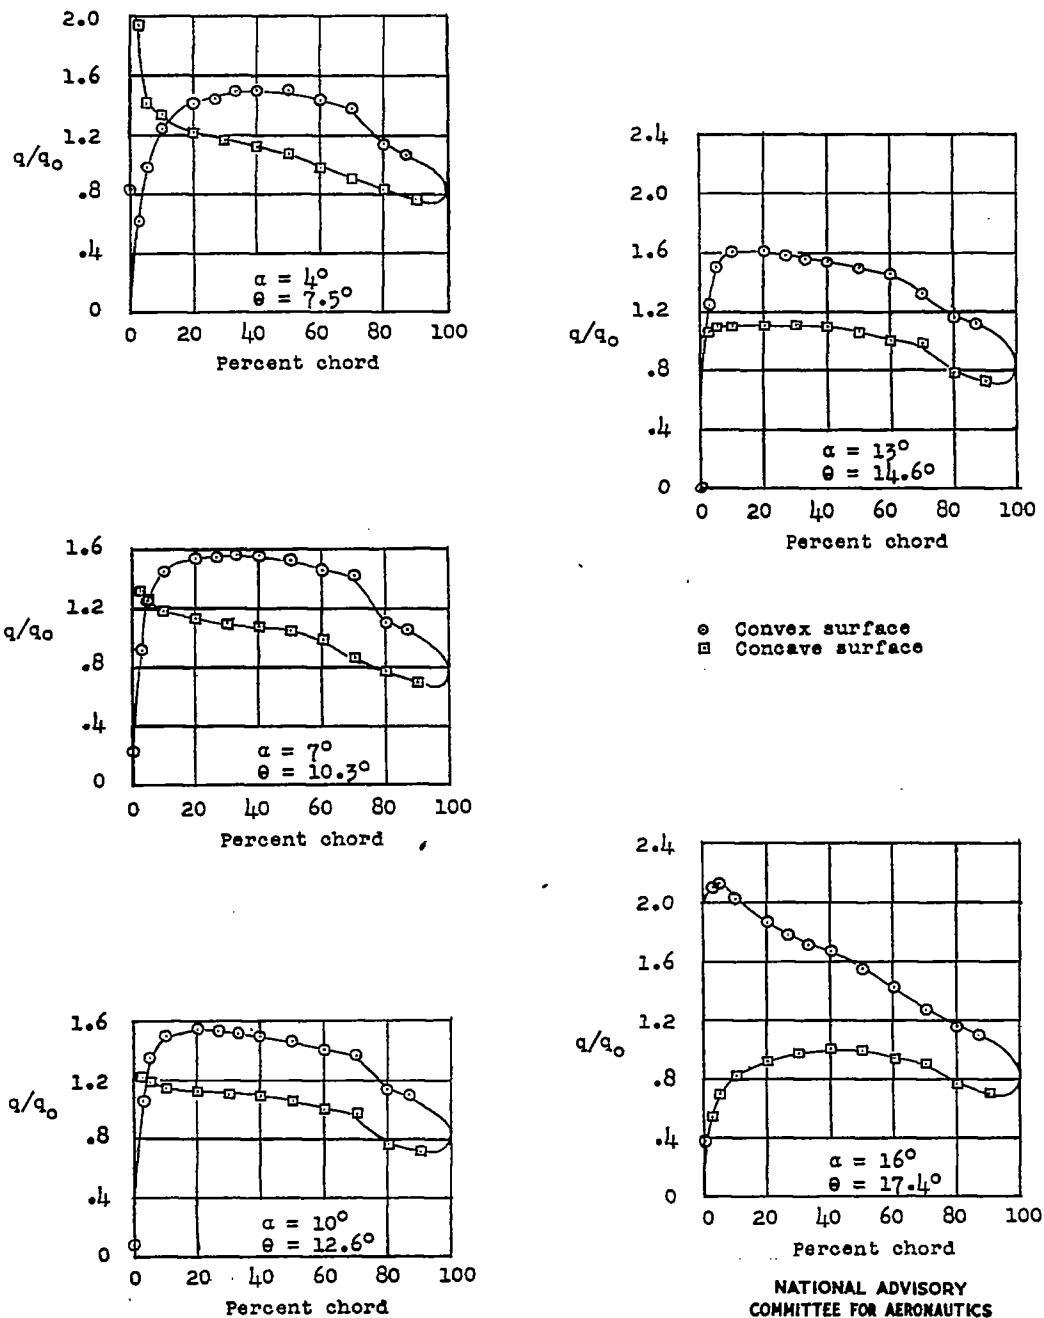 2.0
1.6
1.2
q/qo
.8
.4
0
α = 4°
θ = 7.5°
0 20 40 60 80 100
Percent chord
1.6
1.2
q/qo
.8
.4
0
α = 7°
θ = 10.3°
0 20 40 60 80 100
Percent chord
1.6
1.2
q/qo
.8
.4
0
α = 10°
θ = 12.6°
0 20 40 60 80 100
Percent chord
2.4
2.0
1.6
1.2
q/qo
.8
.4
0
α = 13°
θ = 14.6°
0 20 40 60 80 100
Percent chord
Convex surface
Concave surface
2.4
2.0
1.6
1.2
q/qo
.8
.4
0
α = 16°
θ = 17.4°
0 20 40 60 80 100
Percent chord
NATIONAL ADVISORY
COMMITTEE FOR AERONAUTICS